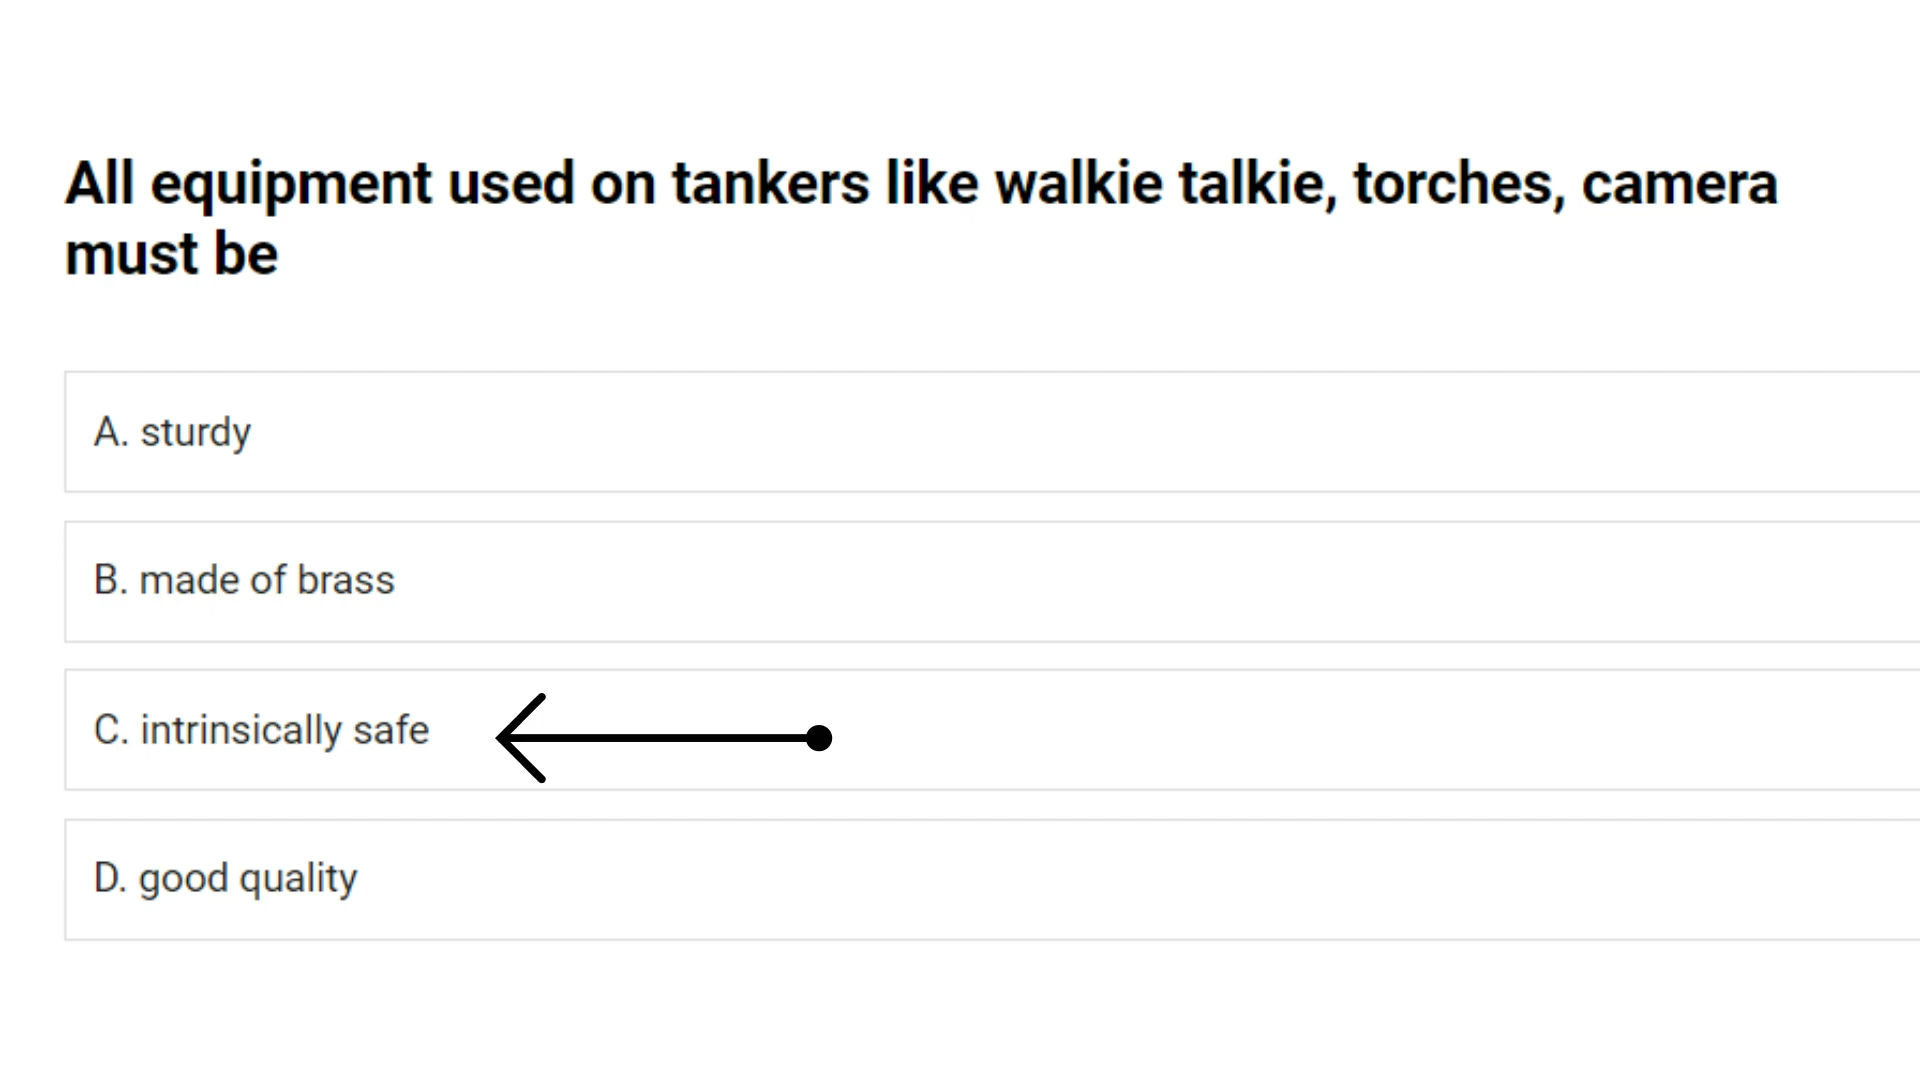 All equipment used on tankers like walkie talkie, torches, camera
must be
A. sturdy
B. made of brass
C. intrinsically safe
D. good quality